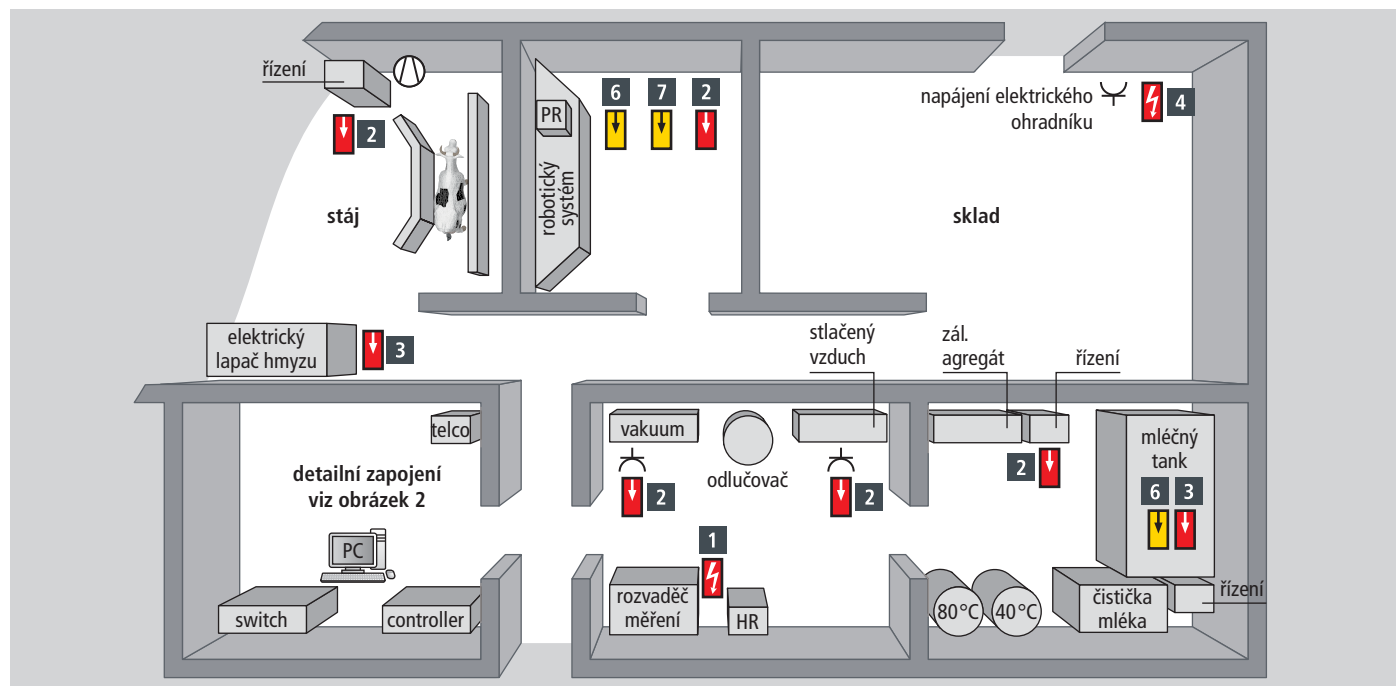 řízení
6
7
2
PR
napájení elektrického
ohradníku
4
2
robotický
systém
stáj
sklad
elektrický
lapač hmyzu
3
stlačený
vzduch
zál.
agregát
řízení
telco
vakuum
odlučovač
mléčný
tank
detailní zapojení
viz obrázek 2
2
2
2
6
3
PC
1
switch
controller
rozvaděč
měření
HR
80°C
40°C
čistička
mléka
řízení